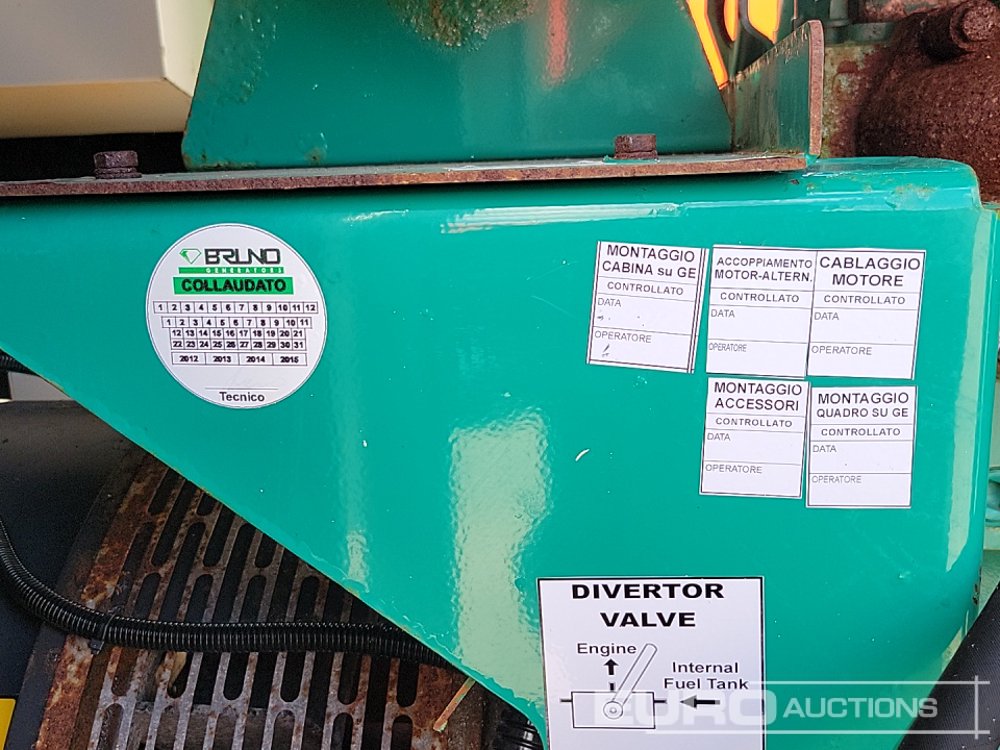 BRUNO
GENERATORS
COLLAUDATO
1 2 3 4 5 6 7 8 9 10 11 12
1 2 3 4 5 6 7 8 9 10 11
12 13 14 15 16 17 18 19 20 21
22 23 24 25 26 27 28 29 30 31
2012 2013 2014 2015
Tecnico
MONTAGGIO
CABINA su GE
CONTROLLATO
DATA
OPERATORE
ACCOPPIAMENTO
MOTOR-ALTERN.
CONTROLLATO
DATA
OPERATORE
CABLAGGIO
MOTORE
CONTROLLATO
DATA
OPERATORE
MONTAGGIO
ACCESSORI
CONTROLLATO
DATA
OPERATORE
MONTAGGIO
QUADRO SU GE
CONTROLLATO
DATA
OPERATORE
DIVERTOR
VALVE
Engine
Internal
Fuel Tank
EURO AUCTIONS